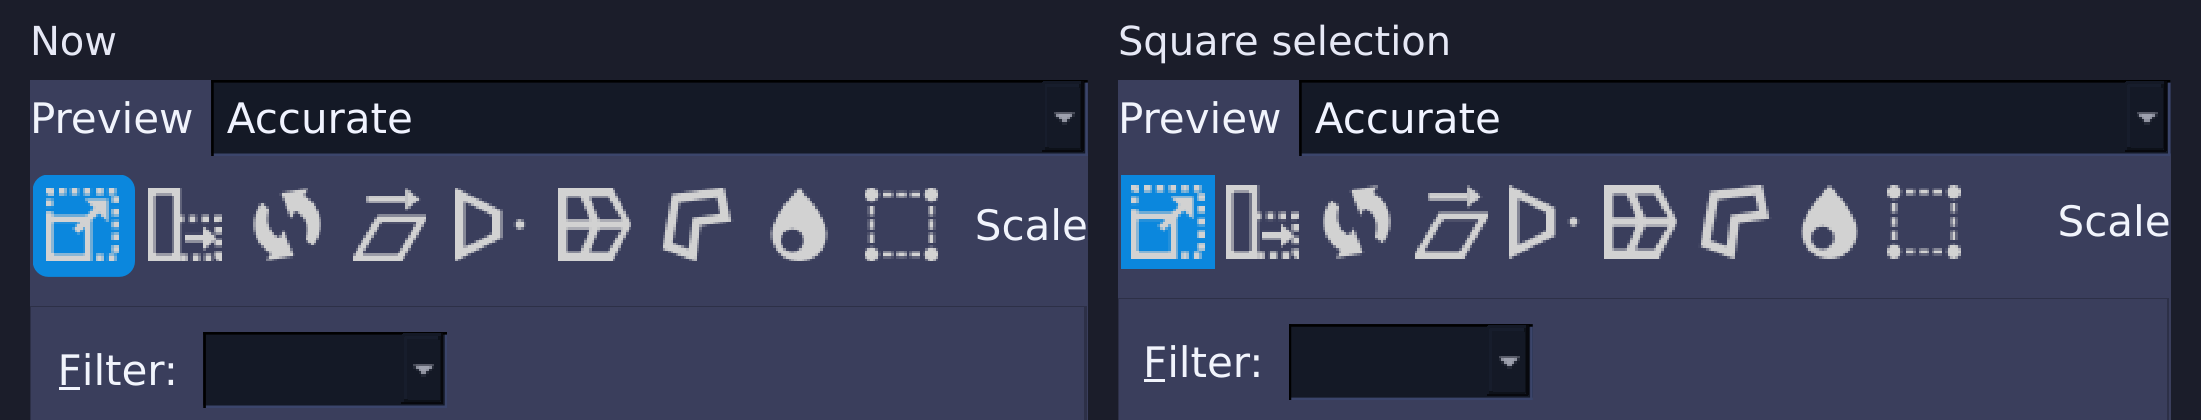 Now
Preview Accurate
Scale
Filter:
Square selection
Preview Accurate
Scale
Filter: